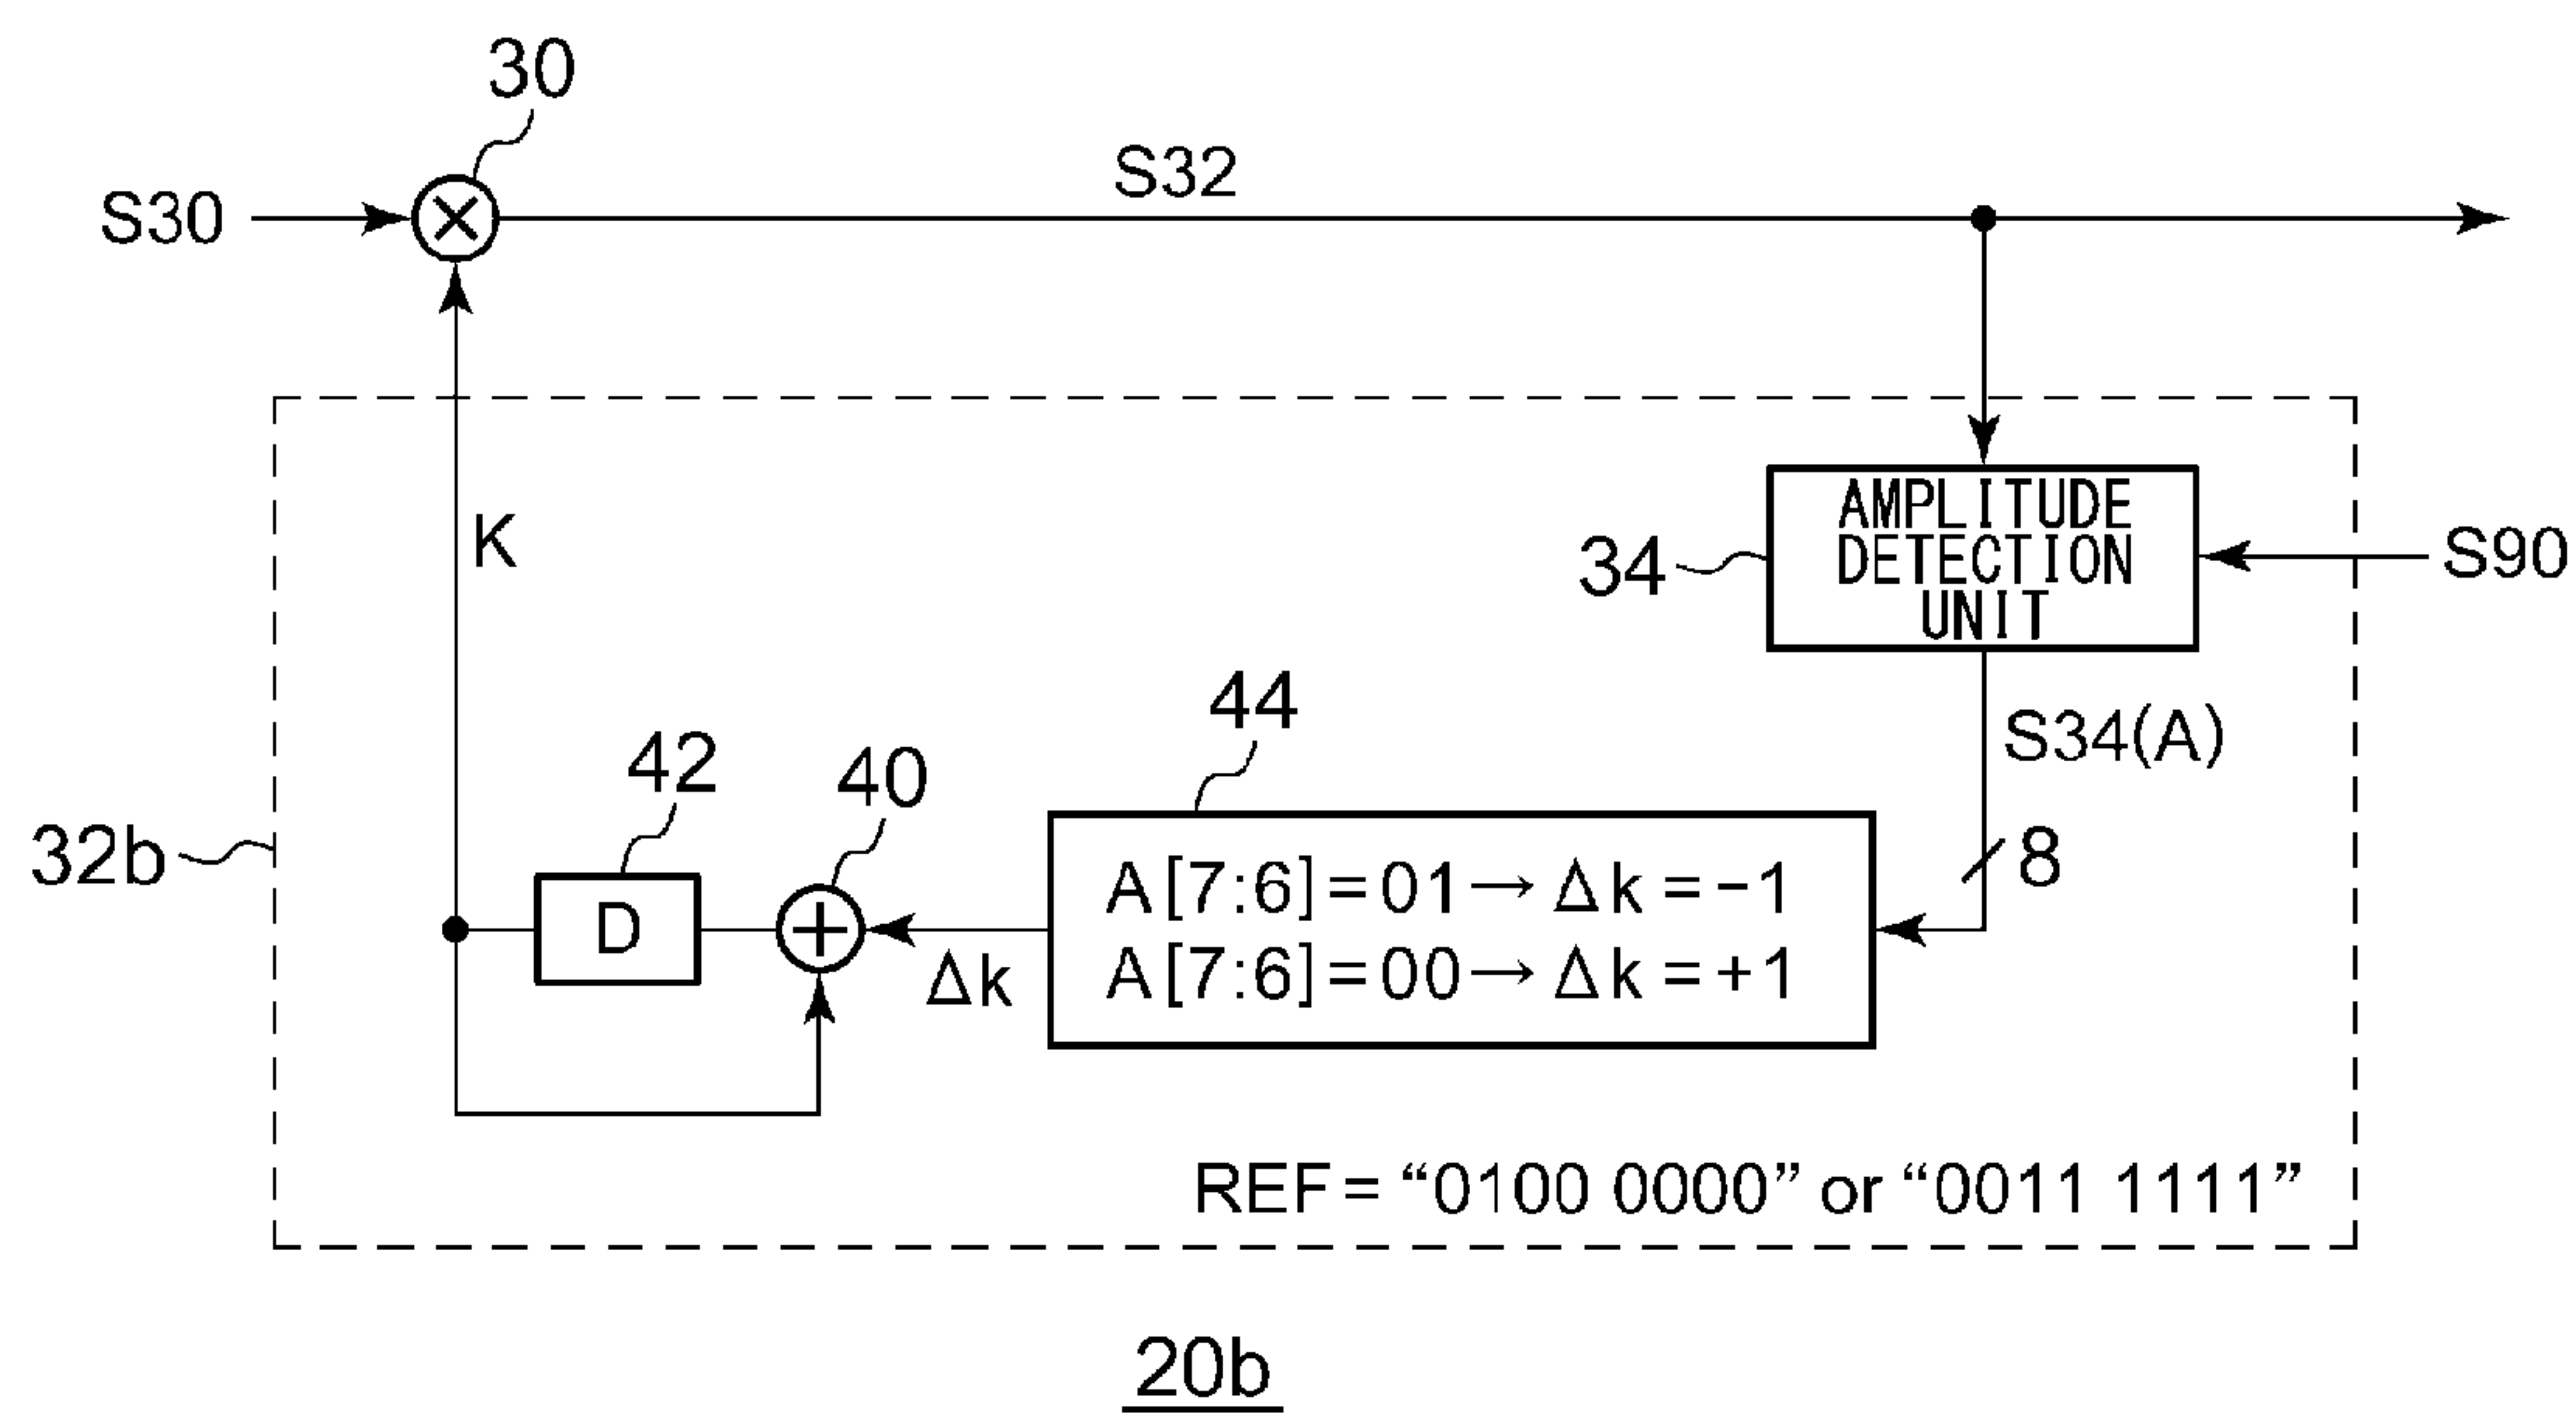 30
S30
S32
K
34
AMPLITUDE
DETECTION
UNIT
S90
S34(A)
8
44
42
40
32b
D
Δk
A[7:6]=01→Δk=−1
A[7:6]=00→Δk=+1
REF= “0100 0000” or “0011 1111”
20b